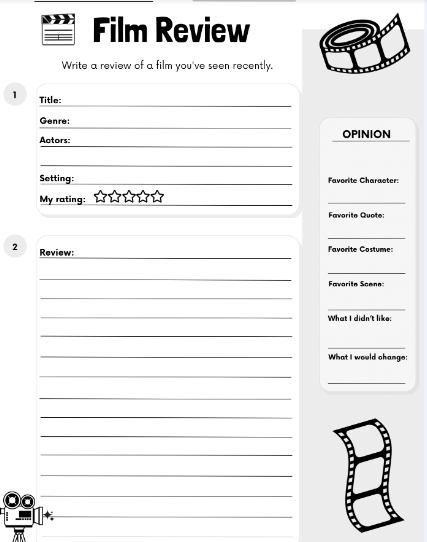 Film Review
Write a review of a film you've seen recently.
1
Title:
Genre:
Actors:
Setting:
My rating:
2
Review:
OPINION
Favorite Character:
Favorite Quote:
Favorite Costume:
Favorite Scene:
What I didn't like:
What I would change: